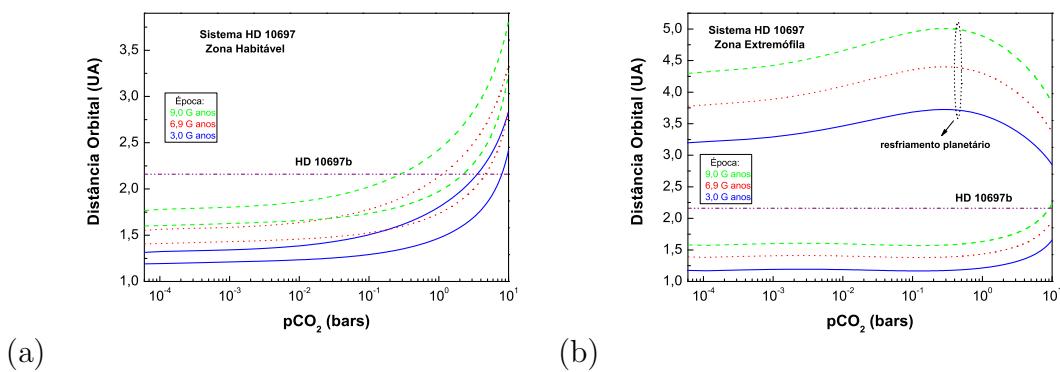 Sistema HD 10697
Zona Habitável
Época:
9,0 G anos
6,9 G anos
3,0 G anos
HD 10697b
Distância Orbital (UA)
3,5
3,0
2,5
2,0
1,5
1,0
10^-4
10^-3
10^-2
10^-1
10^0
10^1
pCO2 (bars)
(a)
Sistema HD 10697
Zona Extremófila
resfriamento planetário
Época:
9,0 G anos
6,9 G anos
3,0 G anos
HD 10697b
Distância Orbital (UA)
5,0
4,5
4,0
3,5
3,0
2,5
2,0
1,5
1,0
10^-4
10^-3
10^-2
10^-1
10^0
10^1
pCO2 (bars)
(b)